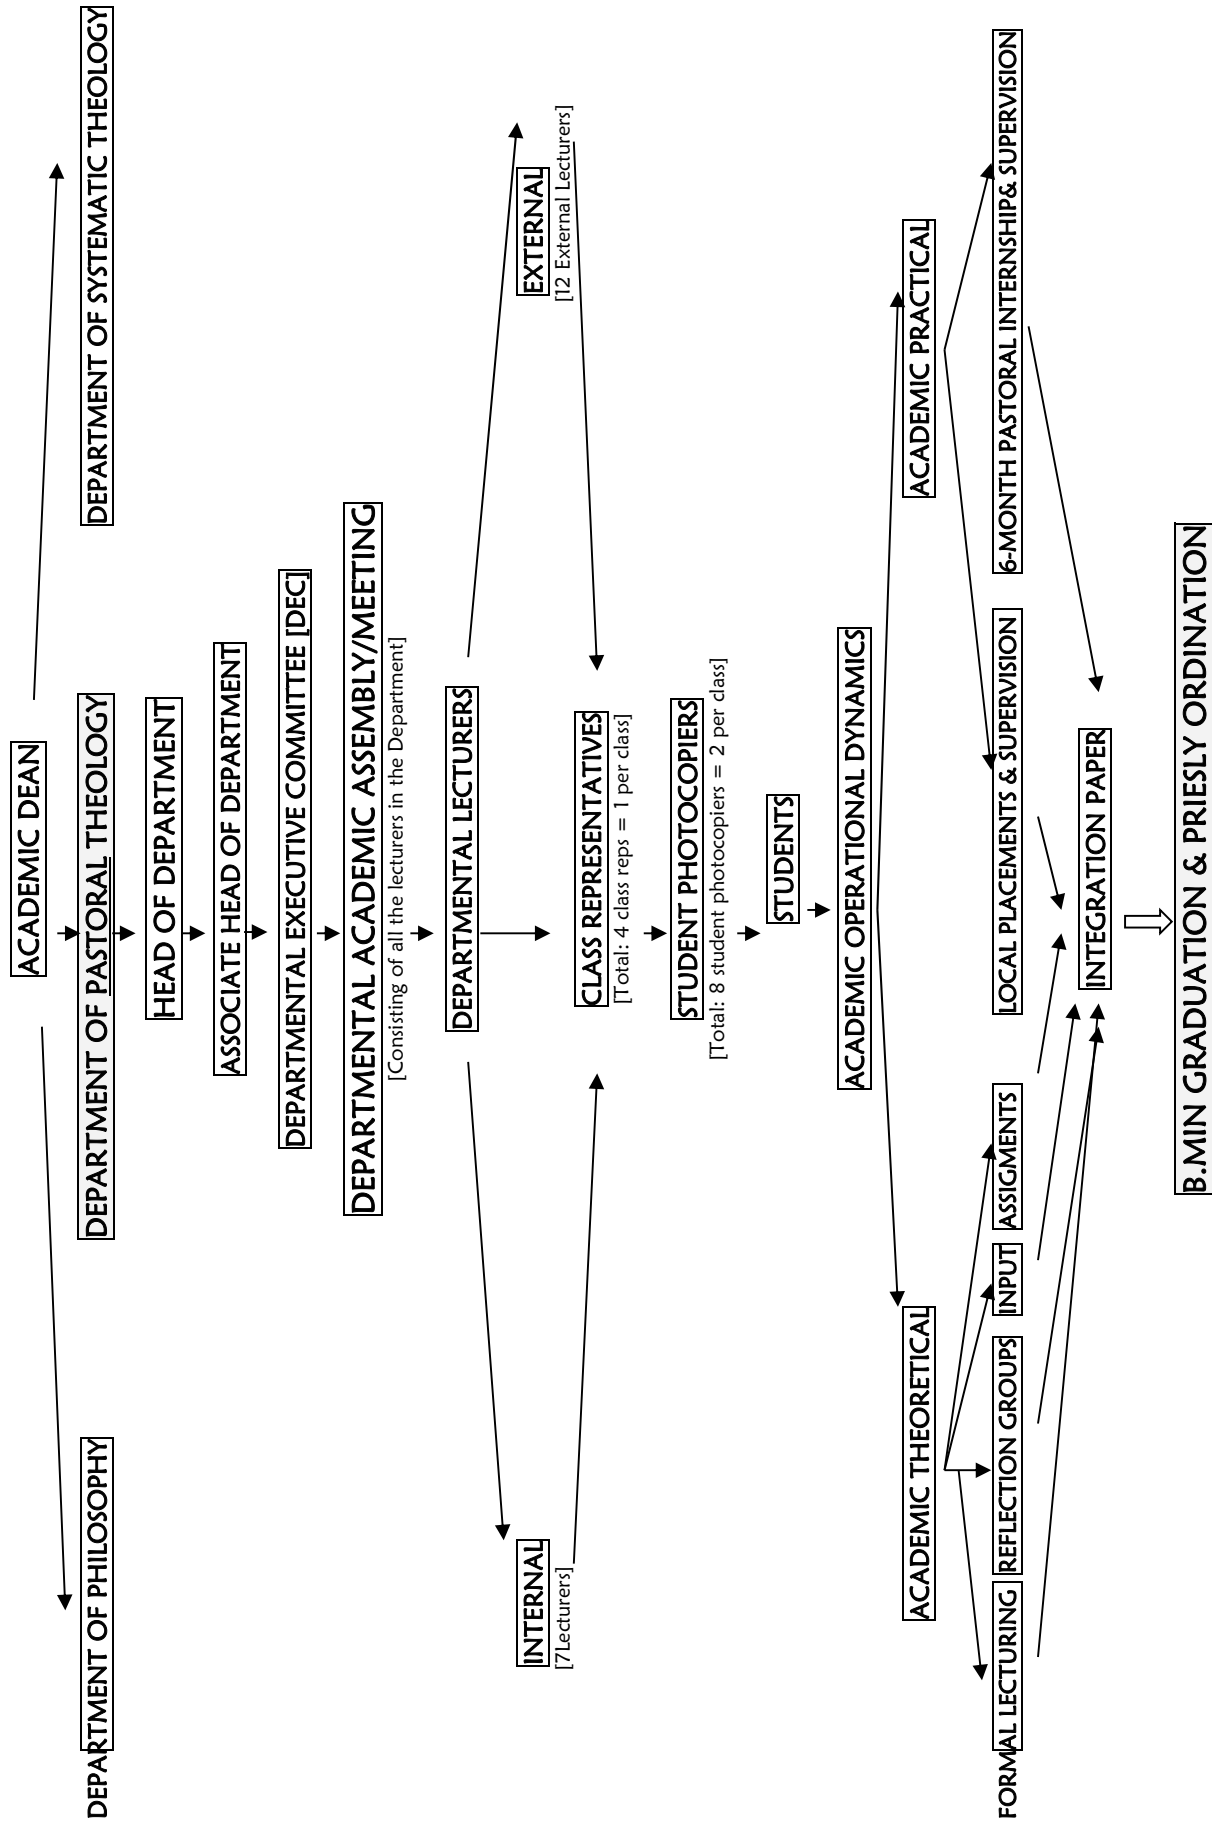 ACADEMIC DEAN
DEPARTMENT OF PHILOSOPHY
DEPARTMENT OF PASTORAL THEOLOGY
DEPARTMENT OF SYSTEMATIC THEOLOGY
HEAD OF DEPARTMENT
ASSOCIATE HEAD OF DEPARTMENT
DEPARTMENTAL EXECUTIVE COMMITTEE [DEC]
DEPARTMENTAL ACADEMIC ASSEMBLY/MEETING
[Consisting of all the lecturers in the Department]
DEPARTMENTAL LECTURERS
INTERNAL
[7Lecturers]
EXTERNAL
[12 External Lecturers]
CLASS REPRESENTATIVES
[Total: 4 class reps = 1 per class]
STUDENT PHOTOCOPIERS
[Total: 8 student photocopiers = 2 per class]
STUDENTS
ACADEMIC OPERATIONAL DYNAMICS
ACADEMIC THEORETICAL
ACADEMIC PRACTICAL
FORMAL LECTURING
REFLECTION GROUPS
INPUT
ASSIGMENTS
LOCAL PLACEMENTS & SUPERVISION
6-MONTH PASTORAL INTERNSHIP& SUPERVISION
INTEGRATION PAPER
B.MIN GRADUATION & PRIESLY ORDINATION